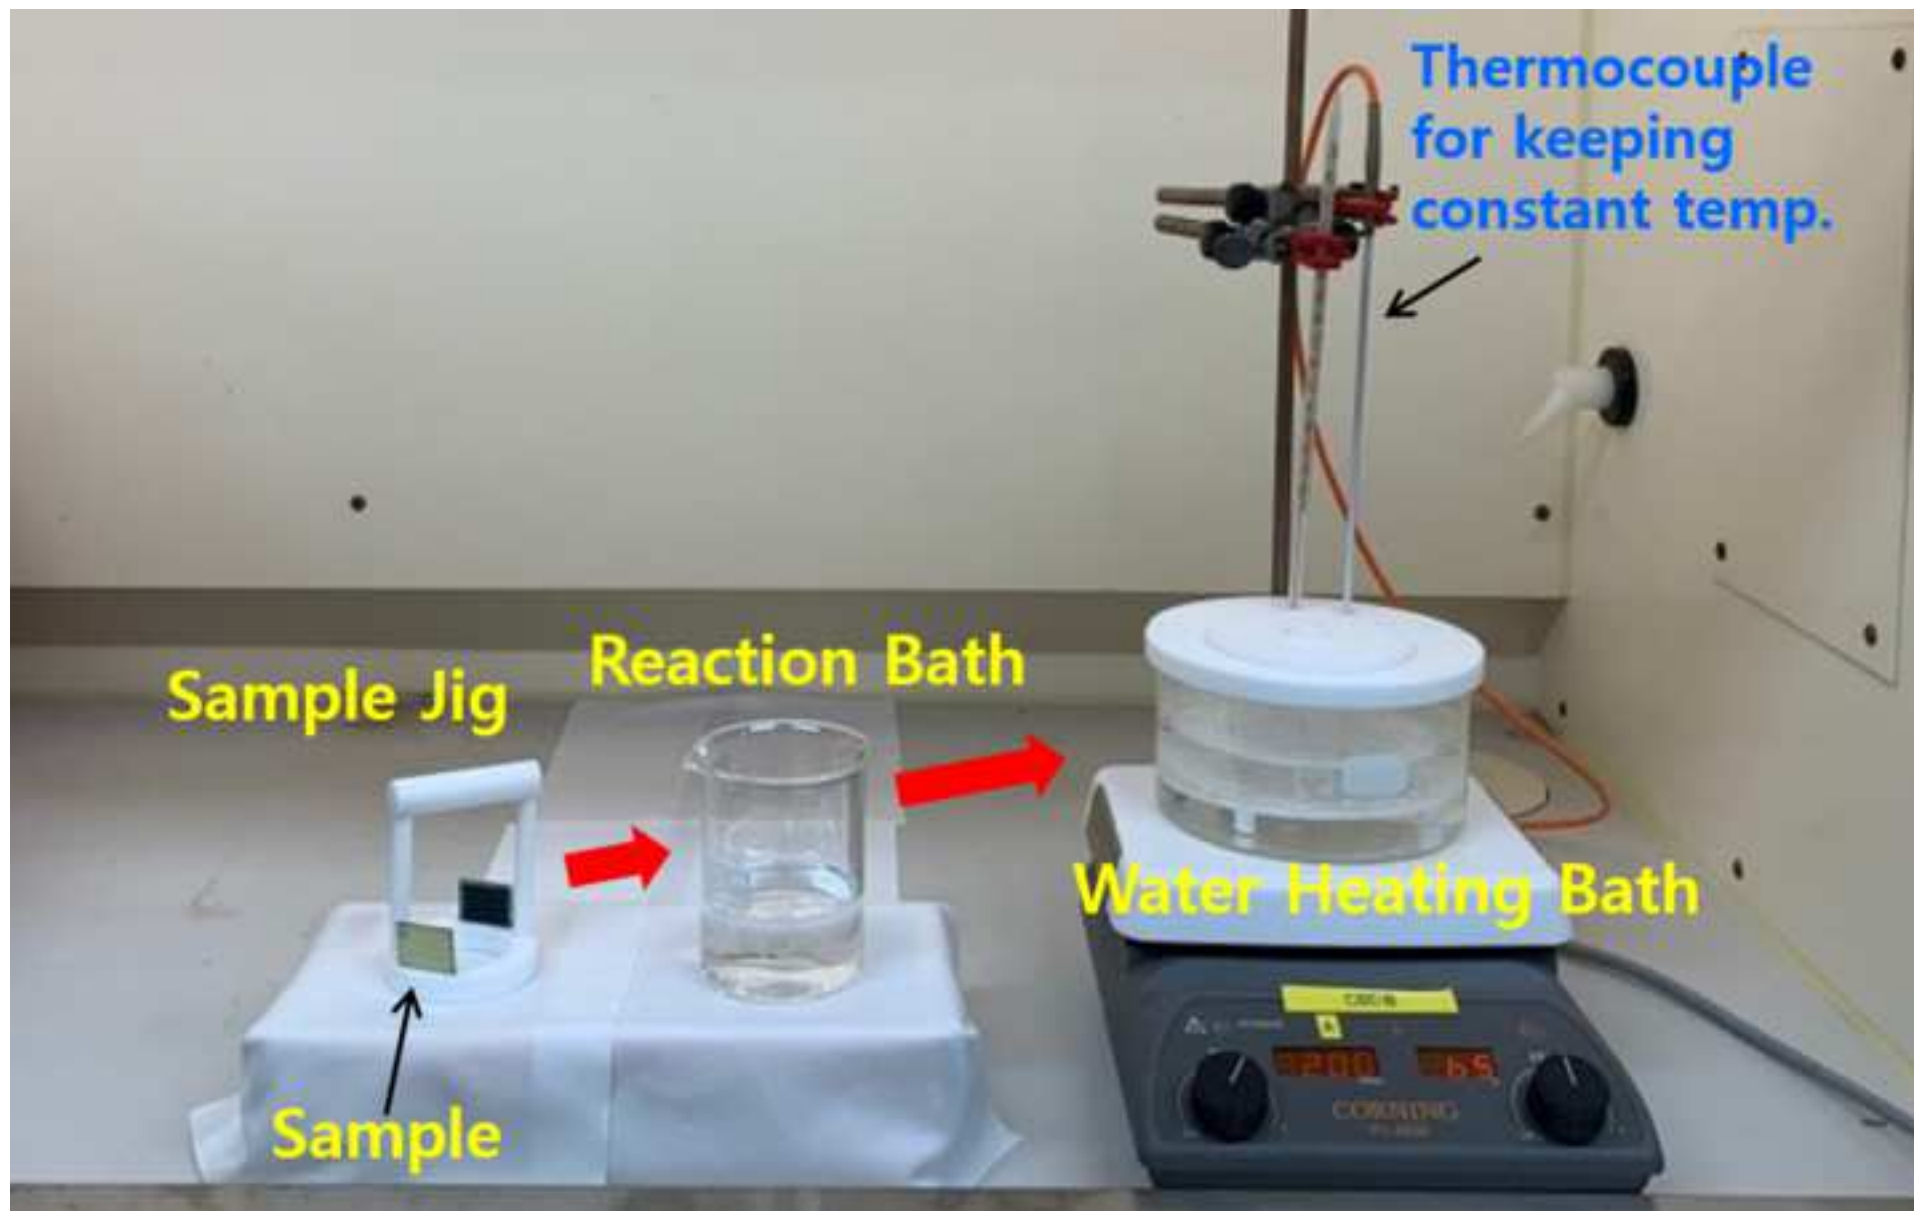 Thermocouple
for keeping
constant temp.
Reaction Bath
Sample Jig
Water Heating Bath
200
65
CORNING
Sample